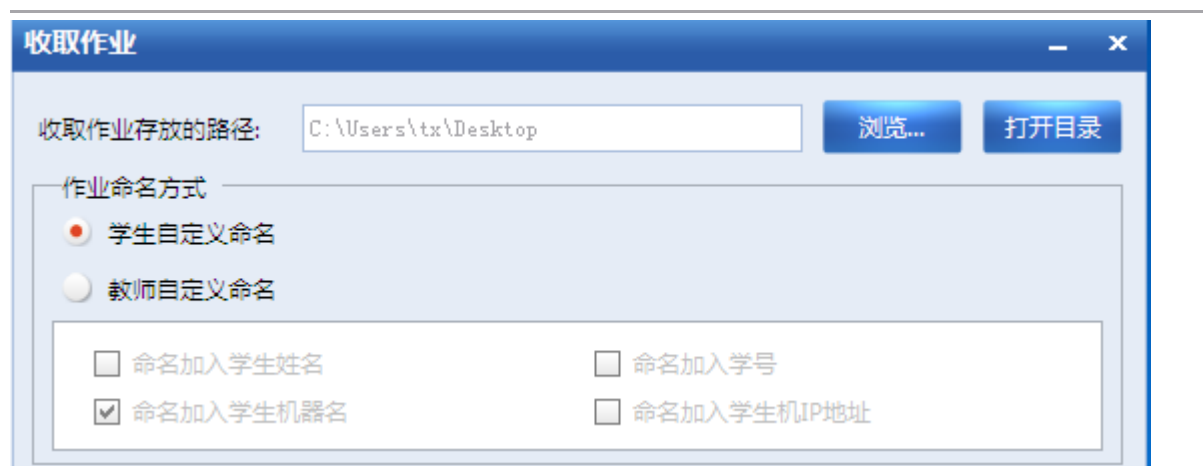 收取作业
收取作业存放的路径: C:\Users\tx\Desktop 浏览... 打开目录
作业命名方式
学生自定义命名
教师自定义命名
命名加入学生姓名 命名加入学号
命名加入学生机器名 命名加入学生机IP地址